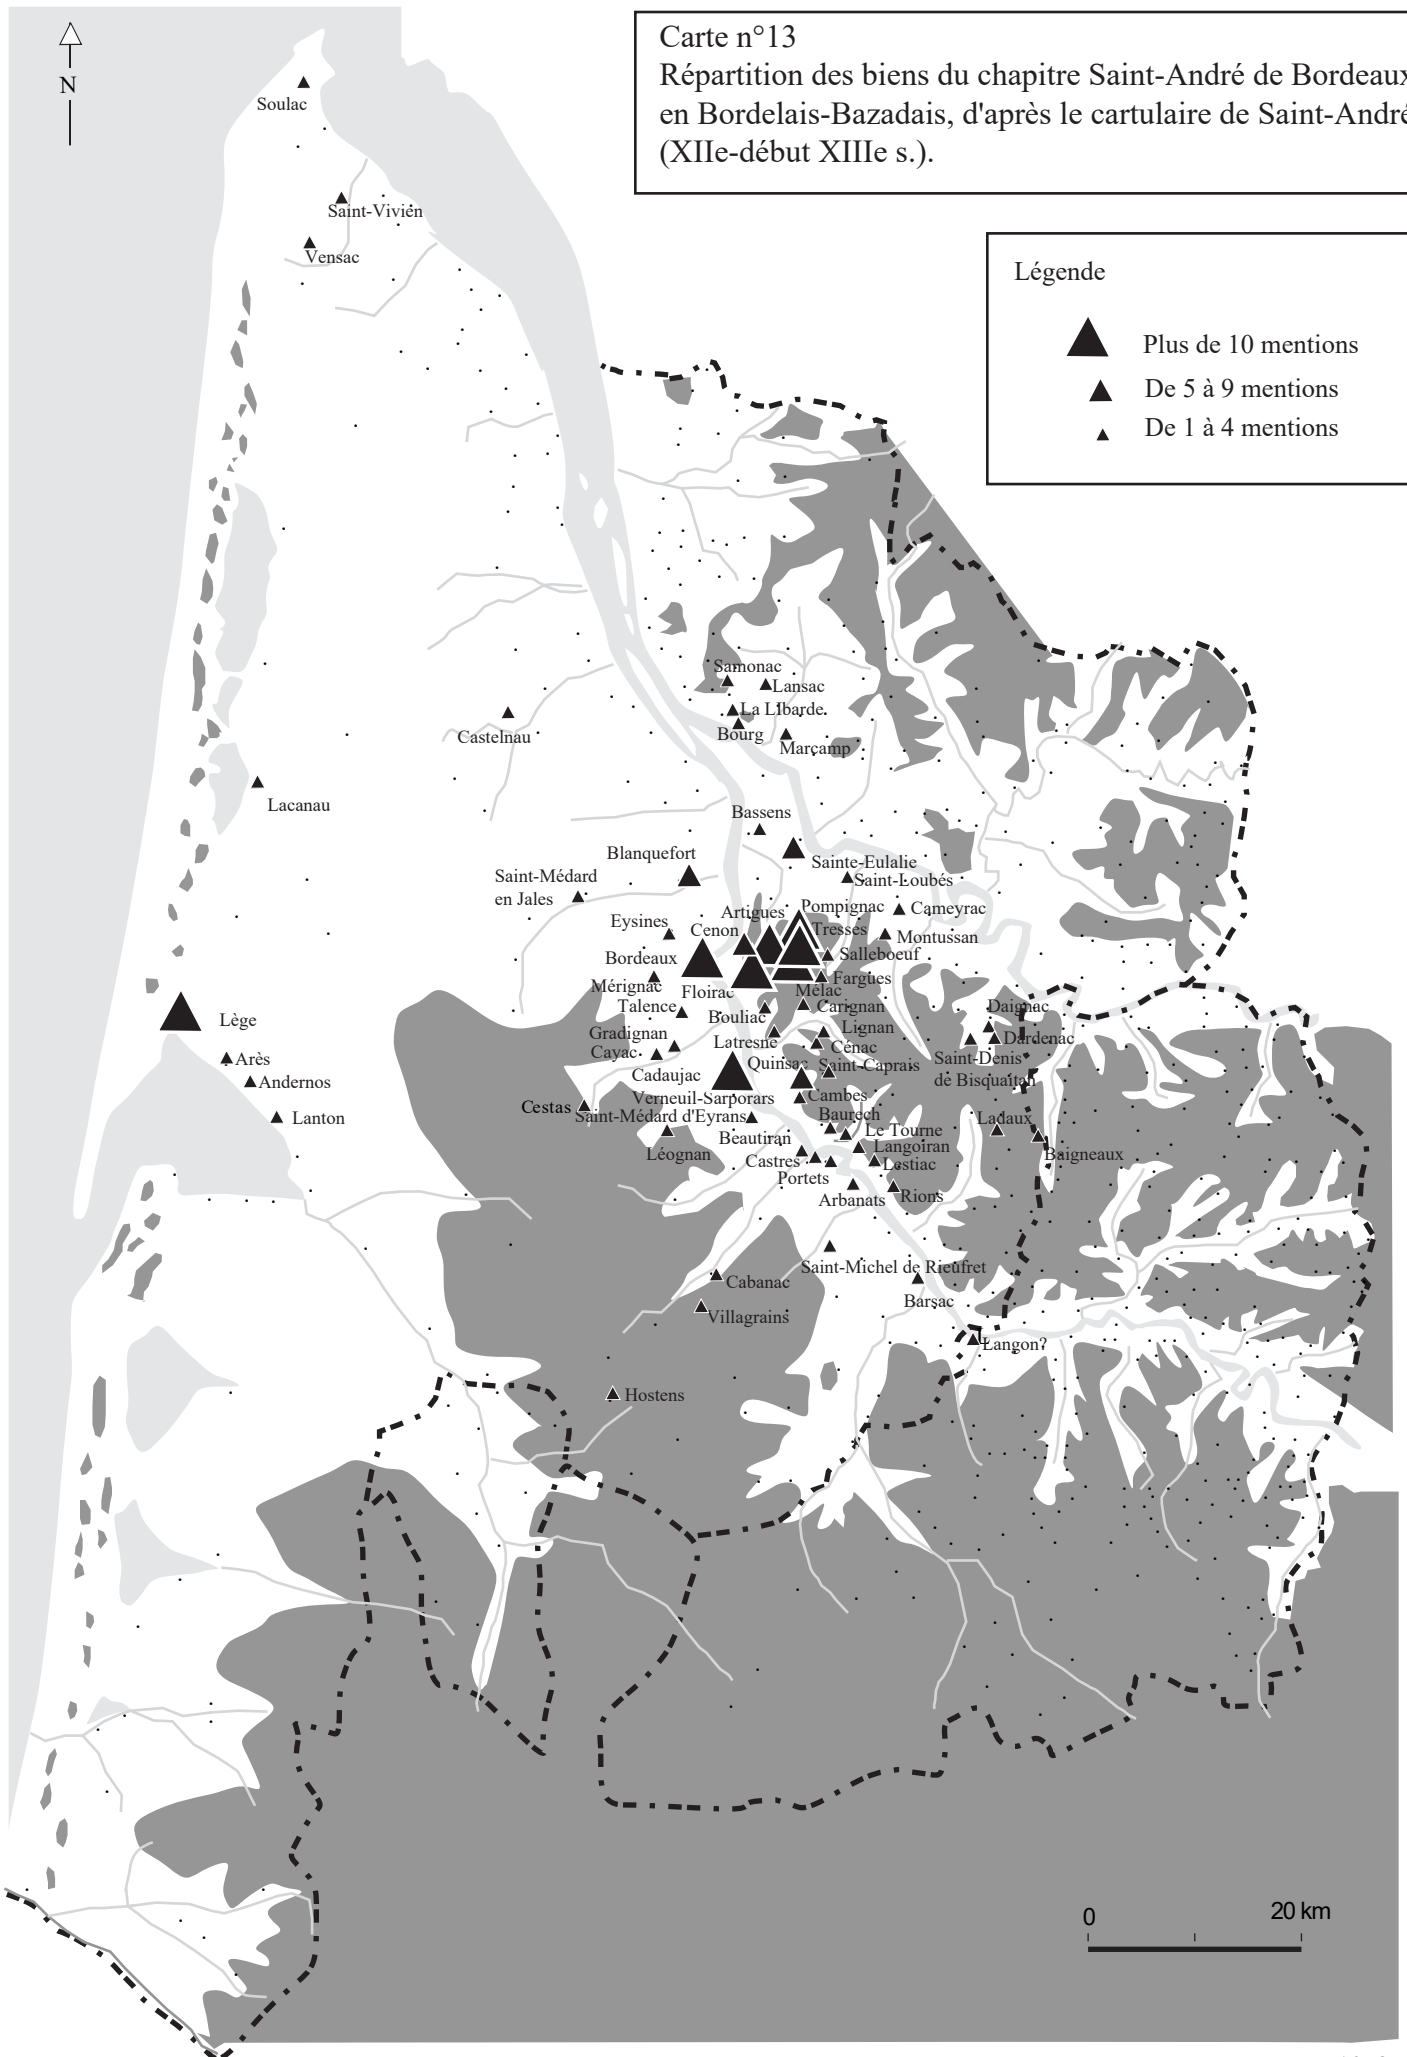 Carte n°13
Répartition des biens du chapitre Saint-André de Bordeaux
en Bordelais-Bazadais, d'après le cartulaire de Saint-André
(XIIe-début XIIIe s.).
N
Soulac
Saint-Vivien
Vensac
Légende
Plus de 10 mentions
De 5 à 9 mentions
De 1 à 4 mentions
Samonac
Lansac
La Libarde
Bourg
Marcamp
Castelnau
Lacanau
Bassens
Blanquefort
Sainte-Eulalie
Saint-Loubés
Saint-Médard
en Jales
Artigues
Pompignac
Cameyrac
Eysines
Cenon
Tresses
Montussan
Salleboeuf
Bordeaux
Fargues
Mérignac
Floirac
Mélac
Talence
Bouliac
Carignan
Daignac
Lège
Gradignan
Latresne
Lignan
Dardenac
Cayac
Cénac
Arès
Quinsac
Saint-Caprais
Saint-Denis
de Bisquaitan
Cadaujac
Andernos
Verneuil-Sarporars
Cambes
Cestas
Saint-Médard d'Eyrans
Baurech
Ladaux
Lanton
Beautiran
Le Tourne
Léognan
Langoiran
Baigneaux
Castres
Lestiac
Portets
Arbanats
Rions
Saint-Michel de Rieufret
Cabanac
Barsac
Villagrains
L
Langon?
Hostens
0
20 km